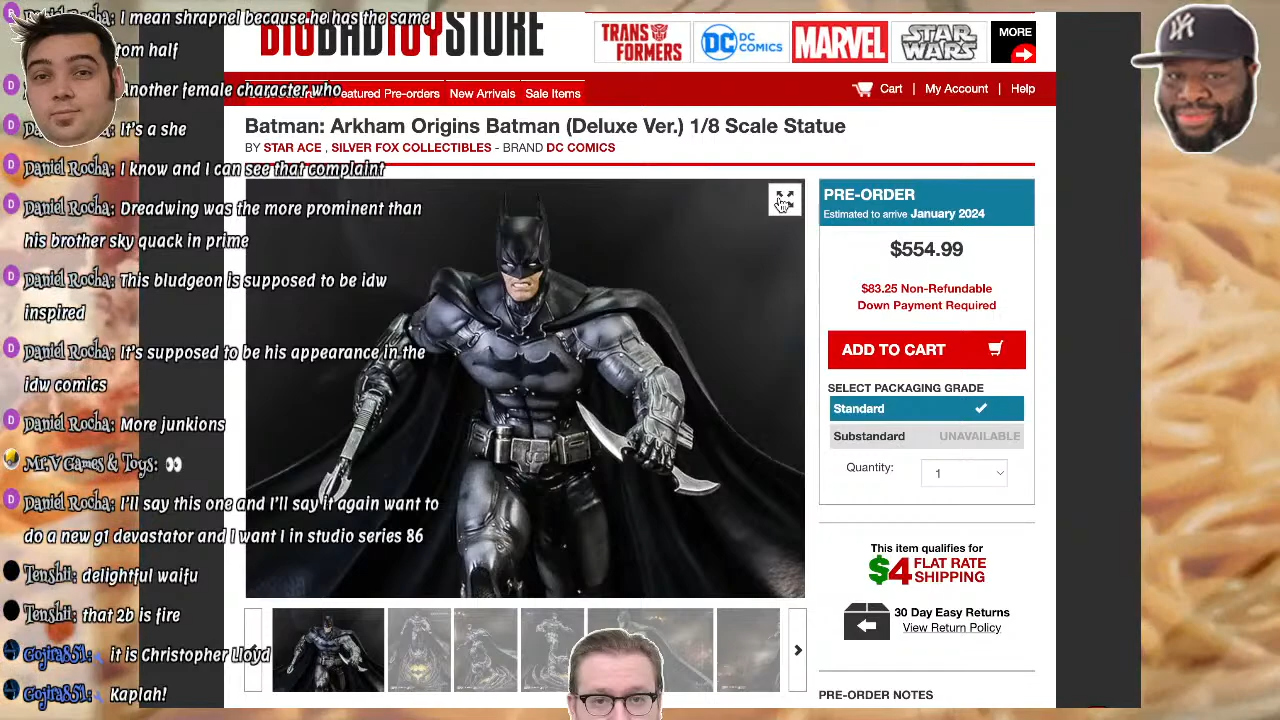 I mean shrapnel because he has the same
tom half
Another female character who
It's a she
Daniel Rocha: I know and I can see that complaint
Daniel Rocha: Dreadwing was the more prominent than
his brother sky quack in prime
Daniel Rocha: This bludgeon is supposed to be idw
inspired
Daniel Rocha: It's supposed to be his appearance in the
idw comics
Daniel Rocha: More junkions
Mr.V Games & Toys: 👀
Daniel Rocha: I'll say this one and I'll say it again want to
do a new g1 devastator and I want 1 in studio series 86
Tenshii: delightful waifu
Tenshii: that 2b is fire
Gojira851: it is Christopher Lloyd
Gojira851: Kaplah!
BIGBADTOYSTORE
TRANSFORMERS
DC COMICS
MARVEL
STAR WARS
MORE
Featured Pre-orders New Arrivals Sale Items
Cart | My Account | Help
Batman: Arkham Origins Batman (Deluxe Ver.) 1/8 Scale Statue
BY STAR ACE , SILVER FOX COLLECTIBLES - BRAND DC COMICS
PRE-ORDER
Estimated to arrive January 2024
$554.99
$83.25 Non-Refundable
Down Payment Required
ADD TO CART
SELECT PACKAGING GRADE
Standard
Substandard UNAVAILABLE
Quantity: 1
This item qualifies for
$4 FLAT RATE
SHIPPING
30 Day Easy Returns
View Return Policy
PRE-ORDER NOTES